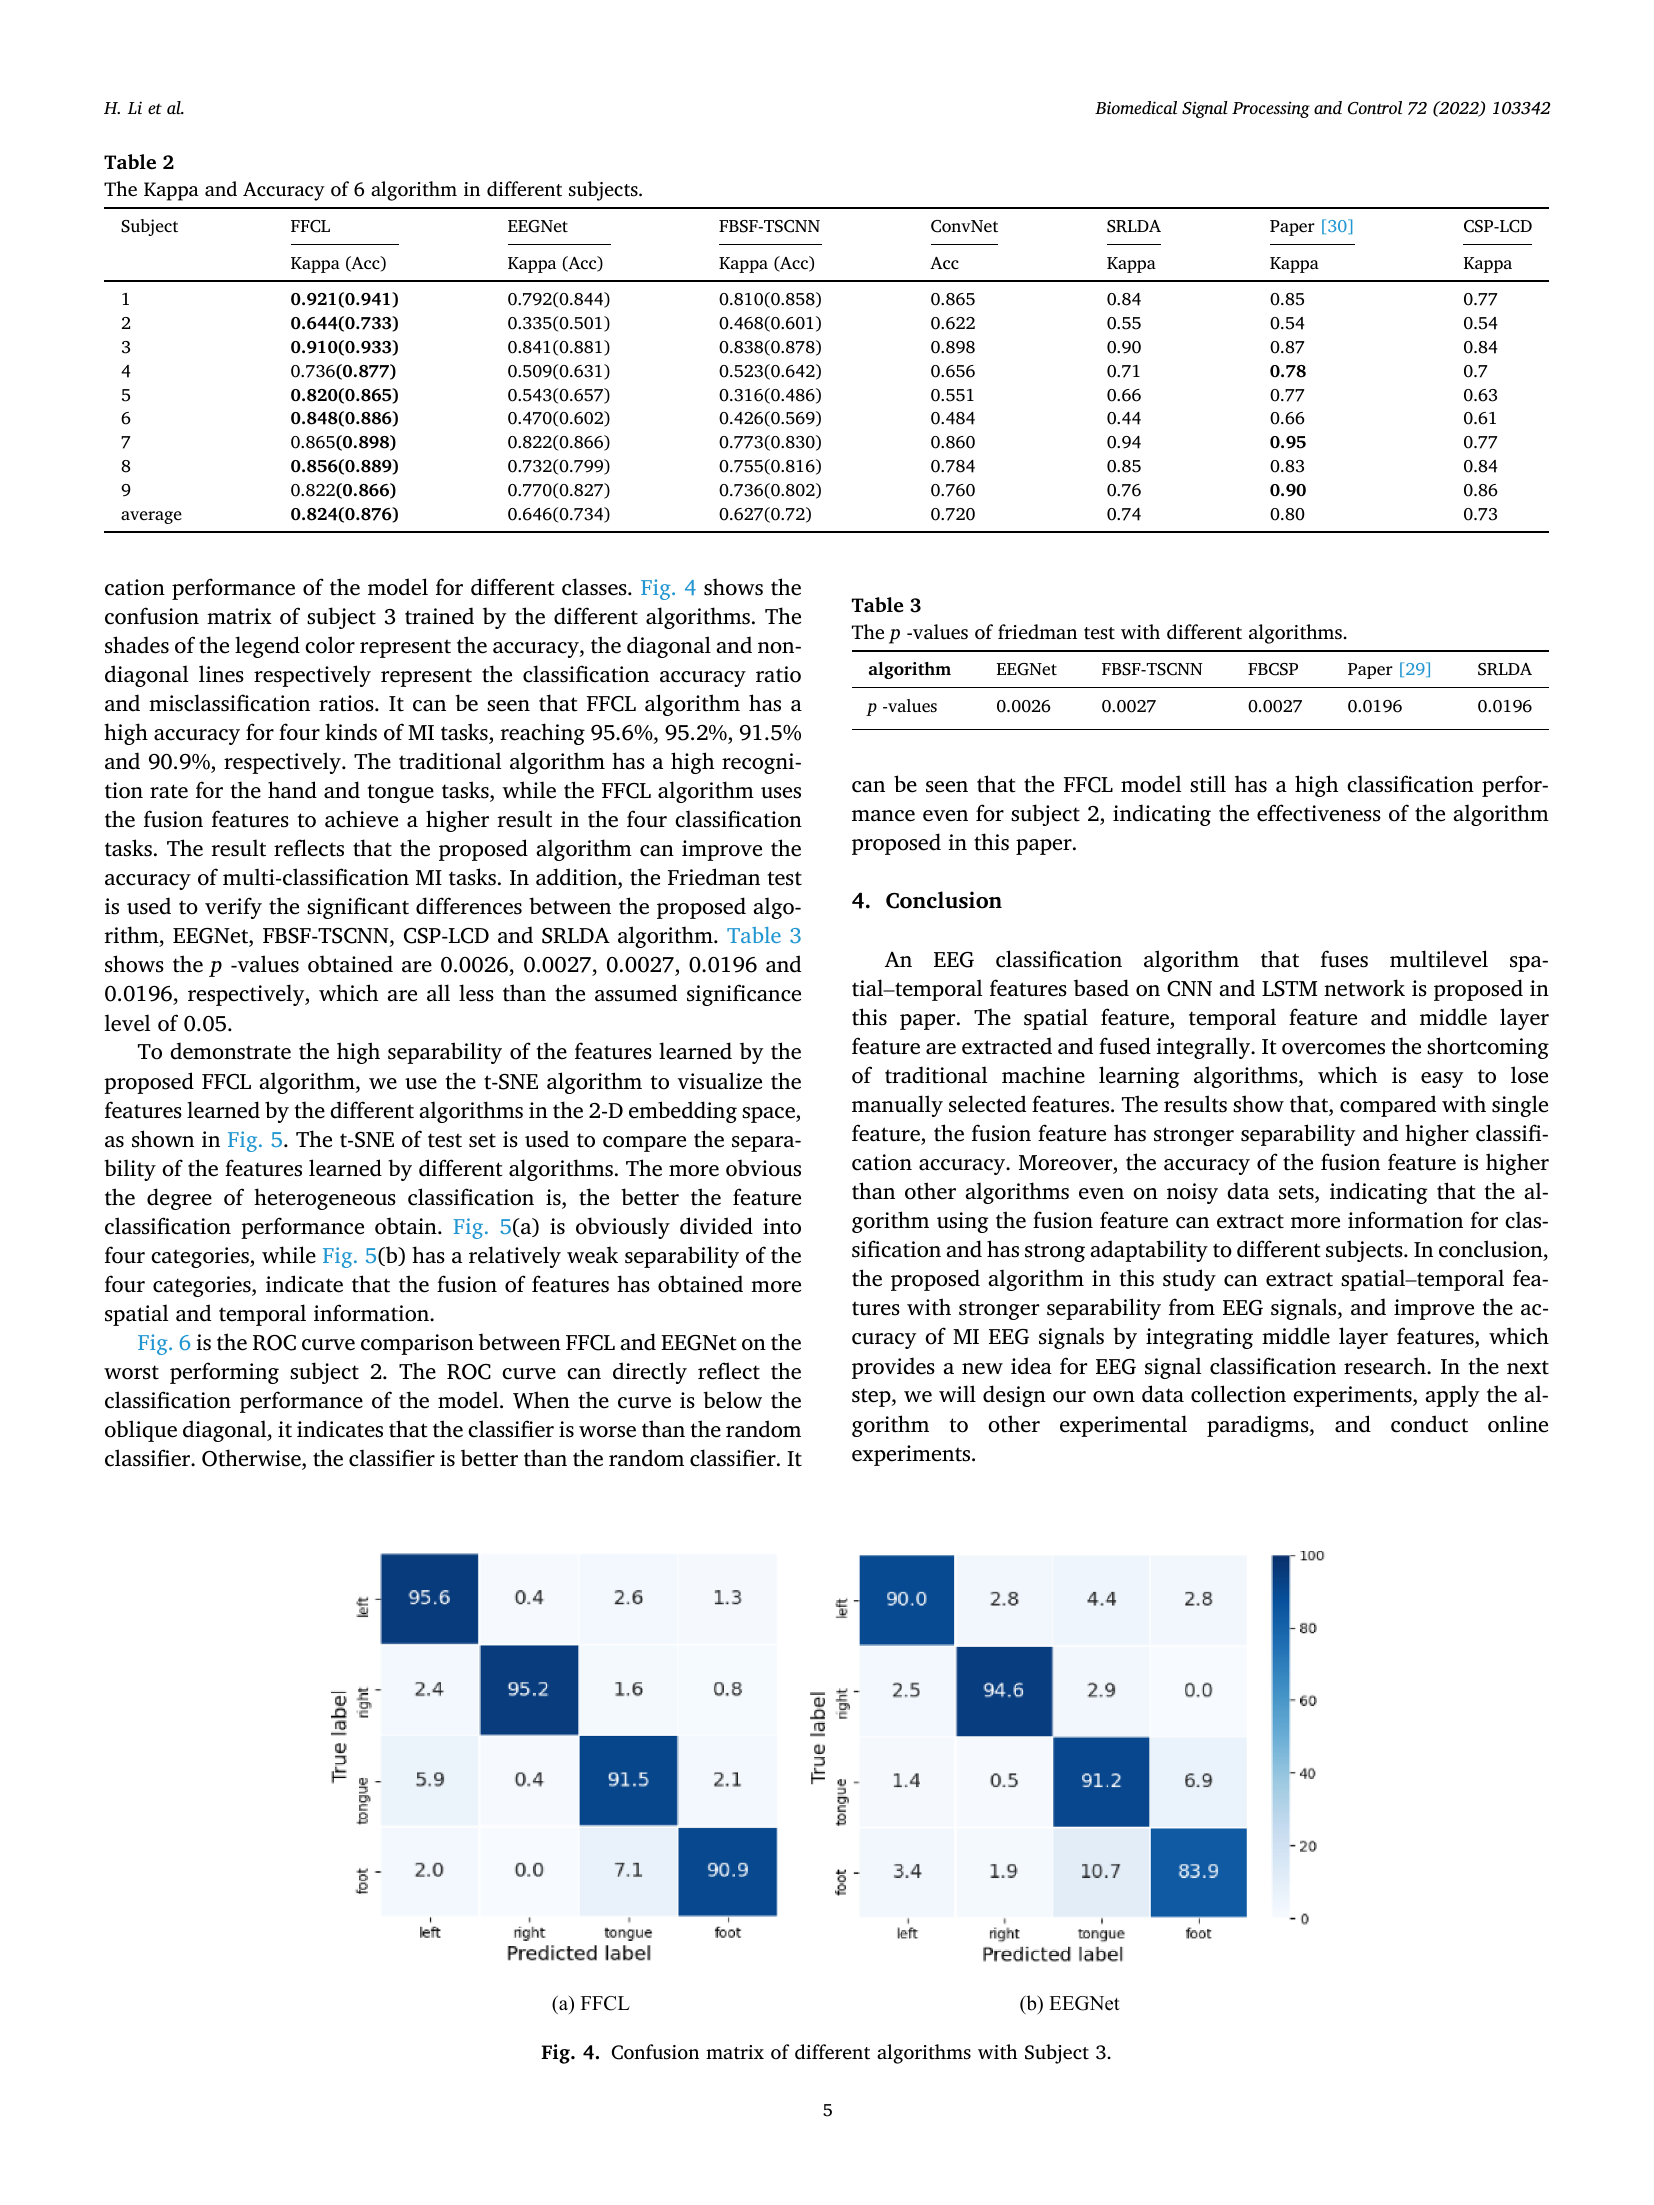 H. Li et al.
Biomedical Signal Processing and Control 72 (2022) 103342
Table 2
The Kappa and Accuracy of 6 algorithm in different subjects.
Subject FFCL EEGNet FBSF-TSCNN ConvNet SRLDA Paper [30] CSP-LCD
Kappa (Acc) Kappa (Acc) Kappa (Acc) Acc Kappa Kappa Kappa
1 0.921(0.941) 0.792(0.844) 0.810(0.858) 0.865 0.84 0.85 0.77
2 0.644(0.733) 0.335(0.501) 0.468(0.601) 0.622 0.55 0.54 0.54
3 0.910(0.933) 0.841(0.881) 0.838(0.878) 0.898 0.90 0.87 0.84
4 0.736(0.877) 0.509(0.631) 0.523(0.642) 0.656 0.71 0.78 0.7
5 0.820(0.865) 0.543(0.657) 0.316(0.486) 0.551 0.66 0.77 0.63
6 0.848(0.886) 0.470(0.602) 0.426(0.569) 0.484 0.44 0.66 0.61
7 0.865(0.898) 0.822(0.866) 0.773(0.830) 0.860 0.94 0.95 0.77
8 0.856(0.889) 0.732(0.799) 0.755(0.816) 0.784 0.85 0.83 0.84
9 0.822(0.866) 0.770(0.827) 0.736(0.802) 0.760 0.76 0.90 0.86
average 0.824(0.876) 0.646(0.734) 0.627(0.72) 0.720 0.74 0.80 0.73
cation performance of the model for different classes. Fig. 4 shows the
confusion matrix of subject 3 trained by the different algorithms. The
shades of the legend color represent the accuracy, the diagonal and non-
diagonal lines respectively represent the classification accuracy ratio
and misclassification ratios. It can be seen that FFCL algorithm has a
high accuracy for four kinds of MI tasks, reaching 95.6%, 95.2%, 91.5%
and 90.9%, respectively. The traditional algorithm has a high recogni-
tion rate for the hand and tongue tasks, while the FFCL algorithm uses
the fusion features to achieve a higher result in the four classification
tasks. The result reflects that the proposed algorithm can improve the
accuracy of multi-classification MI tasks. In addition, the Friedman test
is used to verify the significant differences between the proposed algo-
rithm, EEGNet, FBSF-TSCNN, CSP-LCD and SRLDA algorithm. Table 3
shows the p -values obtained are 0.0026, 0.0027, 0.0027, 0.0196 and
0.0196, respectively, which are all less than the assumed significance
level of 0.05.
To demonstrate the high separability of the features learned by the
proposed FFCL algorithm, we use the t-SNE algorithm to visualize the
features learned by the different algorithms in the 2-D embedding space,
as shown in Fig. 5. The t-SNE of test set is used to compare the separa-
bility of the features learned by different algorithms. The more obvious
the degree of heterogeneous classification is, the better the feature
classification performance obtain. Fig. 5(a) is obviously divided into
four categories, while Fig. 5(b) has a relatively weak separability of the
four categories, indicate that the fusion of features has obtained more
spatial and temporal information.
Fig. 6 is the ROC curve comparison between FFCL and EEGNet on the
worst performing subject 2. The ROC curve can directly reflect the
classification performance of the model. When the curve is below the
oblique diagonal, it indicates that the classifier is worse than the random
classifier. Otherwise, the classifier is better than the random classifier. It
Table 3
The p -values of friedman test with different algorithms.
algorithm EEGNet FBSF-TSCNN FBCSP Paper [29] SRLDA
p -values 0.0026 0.0027 0.0027 0.0196 0.0196
can be seen that the FFCL model still has a high classification perfor-
mance even for subject 2, indicating the effectiveness of the algorithm
proposed in this paper.
4. Conclusion
An EEG classification algorithm that fuses multilevel spa-
tial–temporal features based on CNN and LSTM network is proposed in
this paper. The spatial feature, temporal feature and middle layer
feature are extracted and fused integrally. It overcomes the shortcoming
of traditional machine learning algorithms, which is easy to lose
manually selected features. The results show that, compared with single
feature, the fusion feature has stronger separability and higher classifi-
cation accuracy. Moreover, the accuracy of the fusion feature is higher
than other algorithms even on noisy data sets, indicating that the al-
gorithm using the fusion feature can extract more information for clas-
sification and has strong adaptability to different subjects. In conclusion,
the proposed algorithm in this study can extract spatial–temporal fea-
tures with stronger separability from EEG signals, and improve the ac-
curacy of MI EEG signals by integrating middle layer features, which
provides a new idea for EEG signal classification research. In the next
step, we will design our own data collection experiments, apply the al-
gorithm to other experimental paradigms, and conduct online
experiments.
True label
left 95.6 0.4 2.6 1.3
right 2.4 95.2 1.6 0.8
tongue 5.9 0.4 91.5 2.1
foot 2.0 0.0 7.1 90.9
left right tongue foot
Predicted label
(a) FFCL
True label
left 90.0 2.8 4.4 2.8
right 2.5 94.6 2.9 0.0
tongue 1.4 0.5 91.2 6.9
foot 3.4 1.9 10.7 83.9
left right tongue foot
Predicted label
100
80
60
40
20
0
(b) EEGNet
Fig. 4. Confusion matrix of different algorithms with Subject 3.
5